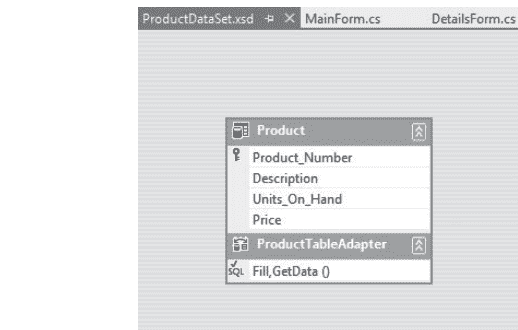 ProductDataSet.xsd MainForm.cs DetailsForm.cs
Product
Product_Number
Description
Units_On_Hand
Price
ProductTableAdapter
SQL Fill,GetData ()